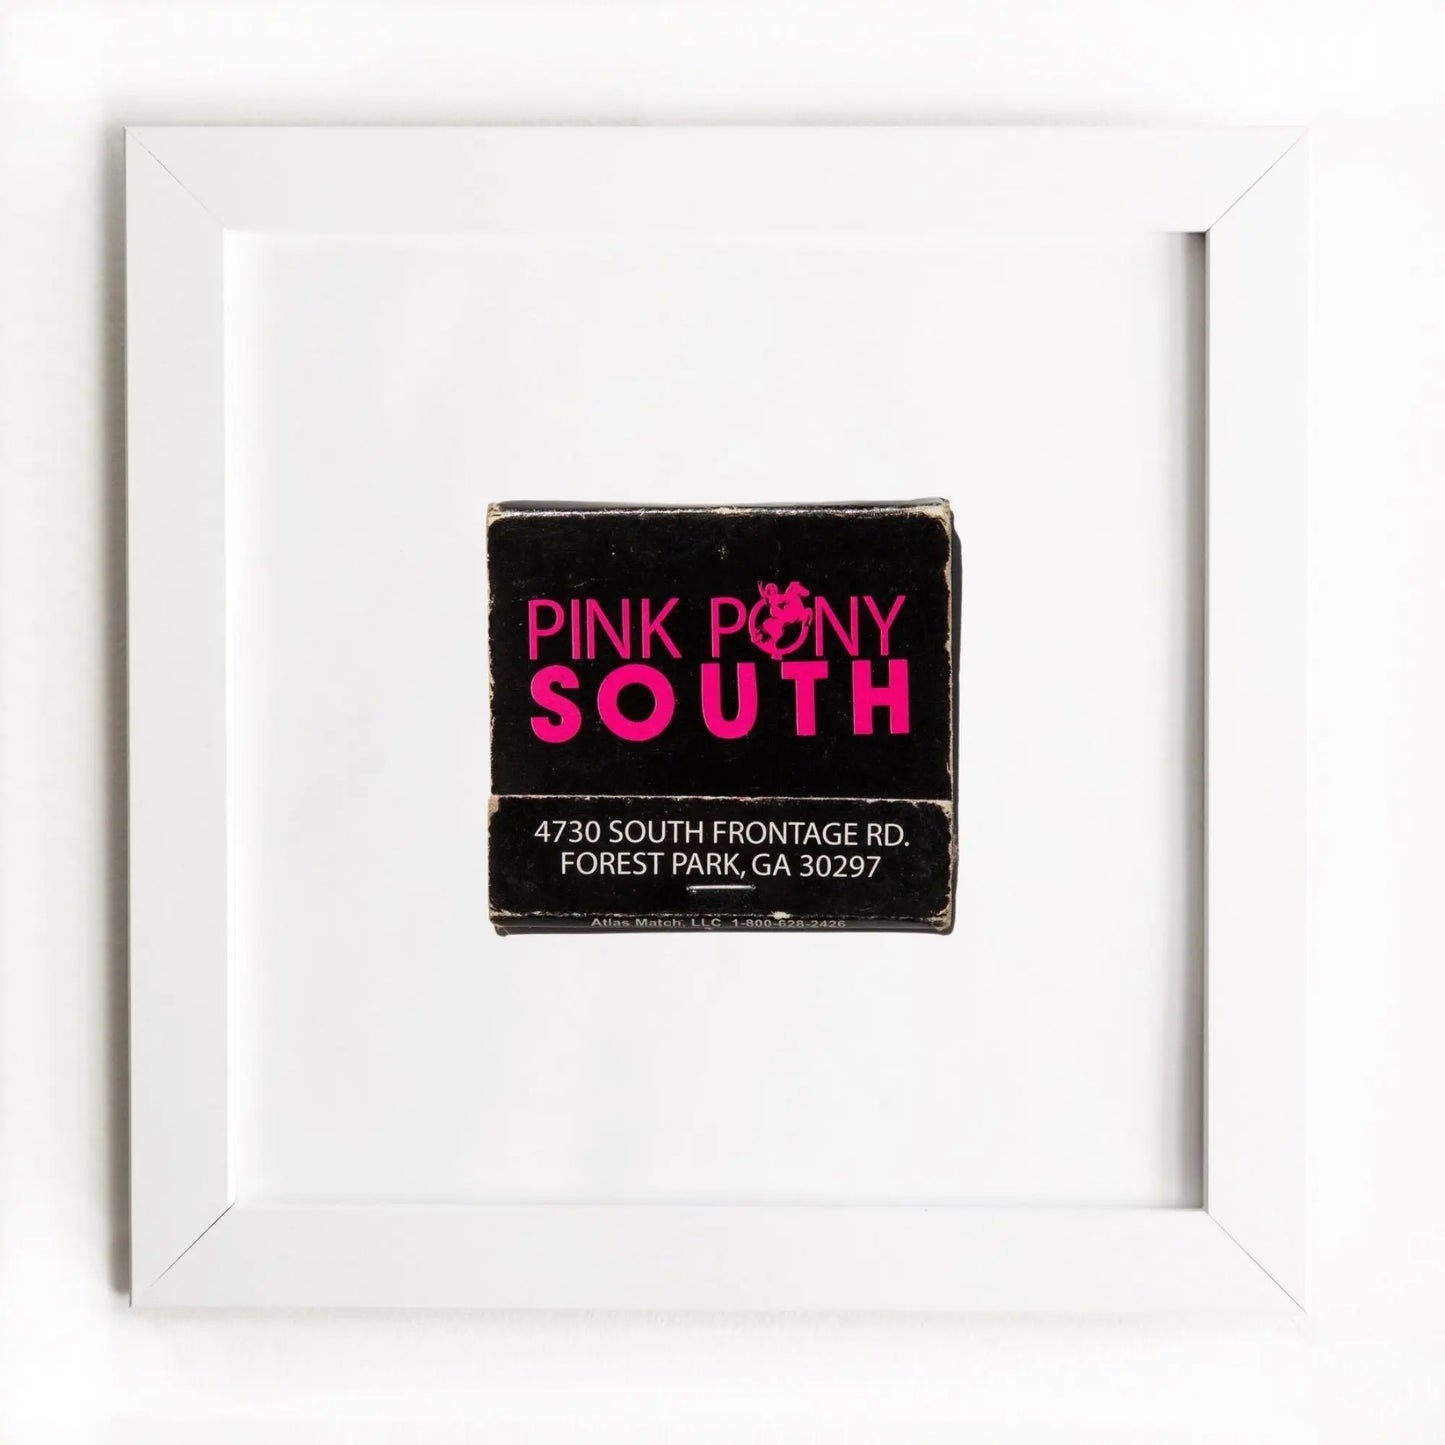 PINK PONY
SOUTH
4730 SOUTH FRONTAGE RD.
FOREST PARK, GA 30297
Atlas Match, LLC 1-800-628-2426